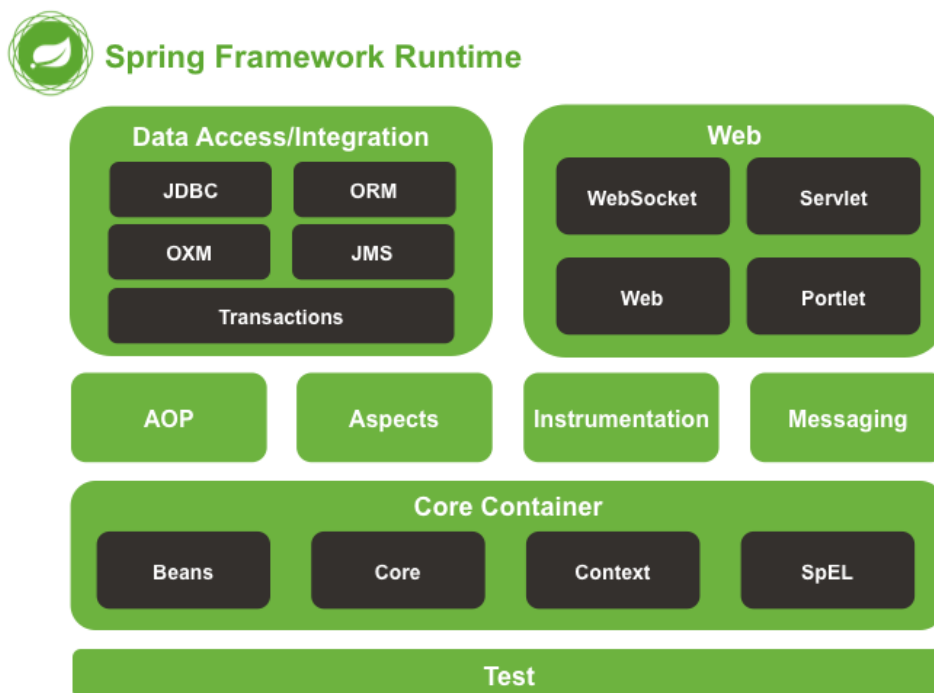 Spring Framework Runtime
Data Access/Integration
JDBC
ORM
OXM
JMS
Transactions
Web
WebSocket
Servlet
Web
Portlet
AOP
Aspects
Instrumentation
Messaging
Core Container
Beans
Core
Context
SpEL
Test